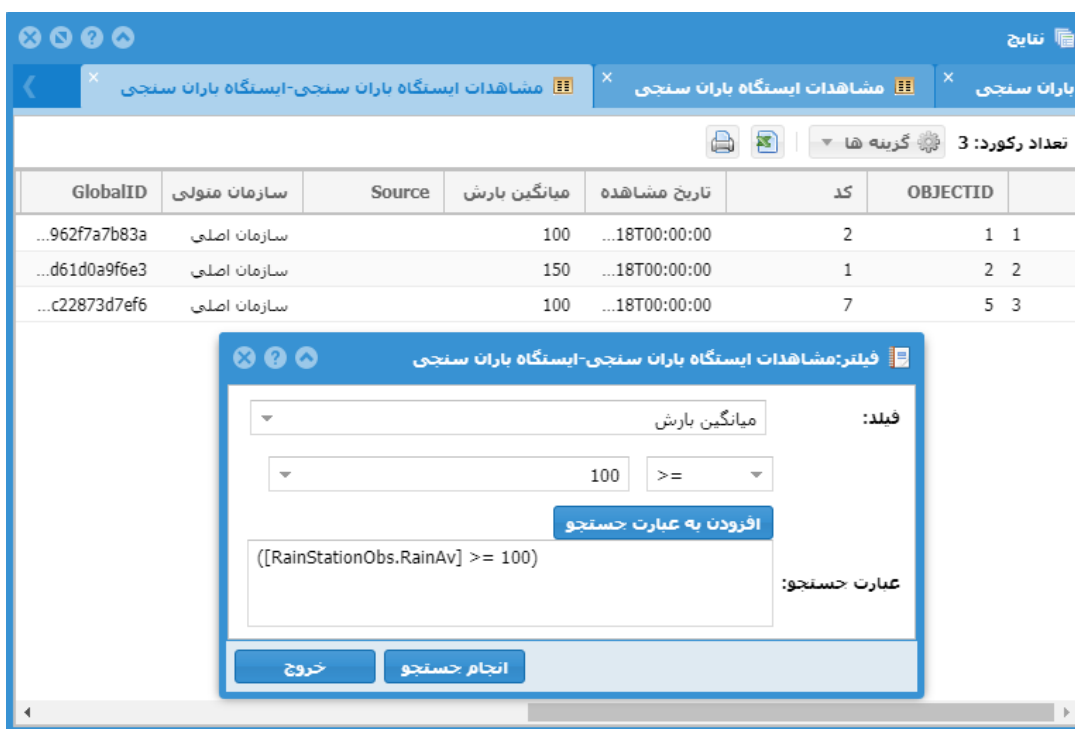 نتایج
باران سنجی
مشاهدات ایستگاه باران سنجی
مشاهدات ایستگاه باران سنجی-ایستگاه باران سنجی
تعداد رکورد: 3 گزینه ها
OBJECTID کد تاریخ مشاهده میانگین بارش Source سازمان متولی GlobalID
1 1 2 ...18T00:00:00 100 سازمان اصلی ...962f7a7b83a
2 2 1 ...18T00:00:00 150 سازمان اصلی ...d61d0a9f6e3
3 5 7 ...18T00:00:00 100 سازمان اصلی ...c22873d7ef6
فیلتر:مشاهدات ایستگاه باران سنجی-ایستگاه باران سنجی
فیلد: میانگین بارش
>= 100
افزودن به عبارت جستجو
عبارت جستجو:
([RainStationObs.RainAv] >= 100)
انجام جستجو
خروج